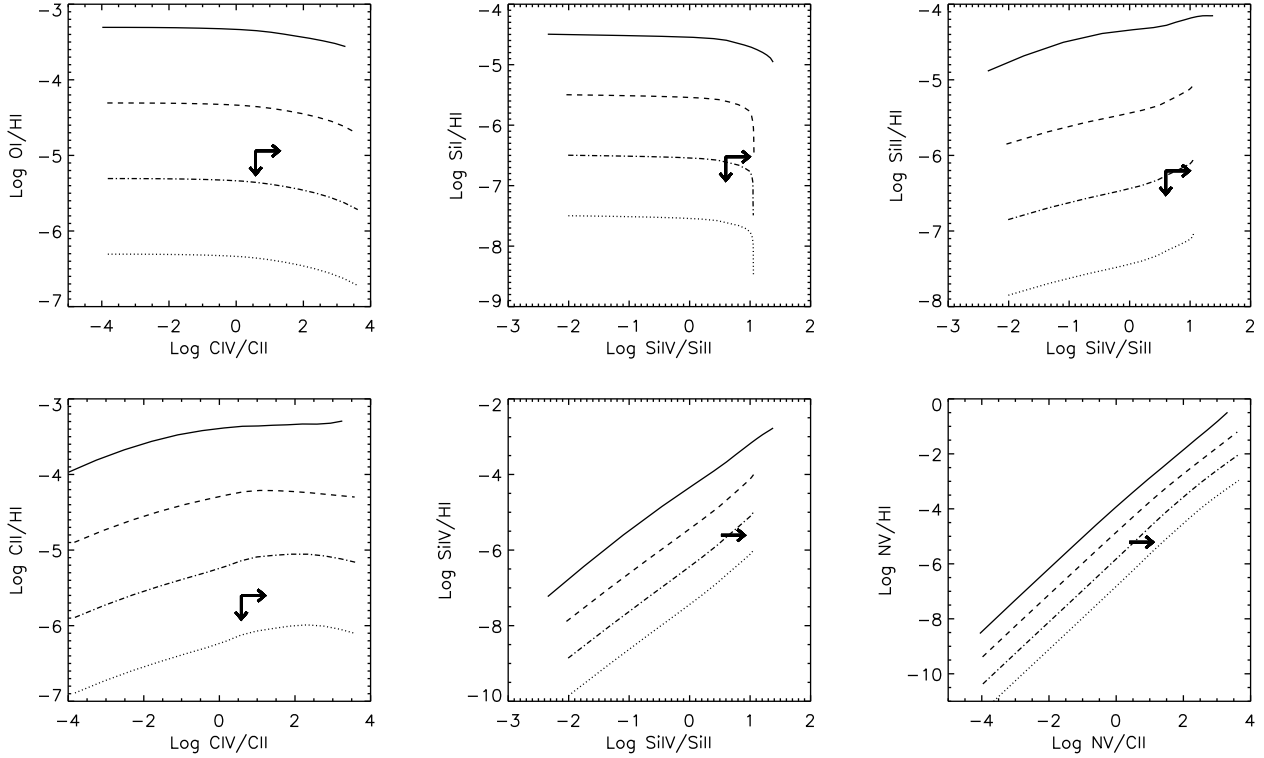 −3
−4
−5
−6
−7
Log OI/HI
−4 −2 0 2 4
Log CIV/CII
−4
−5
−6
−7
−8
−9
Log SiI/HI
−3 −2 −1 0 1 2
Log SiIV/SiII
−4
−5
−6
−7
−8
Log SiII/HI
−3 −2 −1 0 1 2
Log SiIV/SiII
−3
−4
−5
−6
−7
Log CII/HI
−4 −2 0 2 4
Log CIV/CII
−2
−4
−6
−8
−10
Log SiIV/HI
−3 −2 −1 0 1 2
Log SiIV/SiII
0
−2
−4
−6
−8
−10
Log NV/HI
−4 −2 0 2 4
Log NV/CII